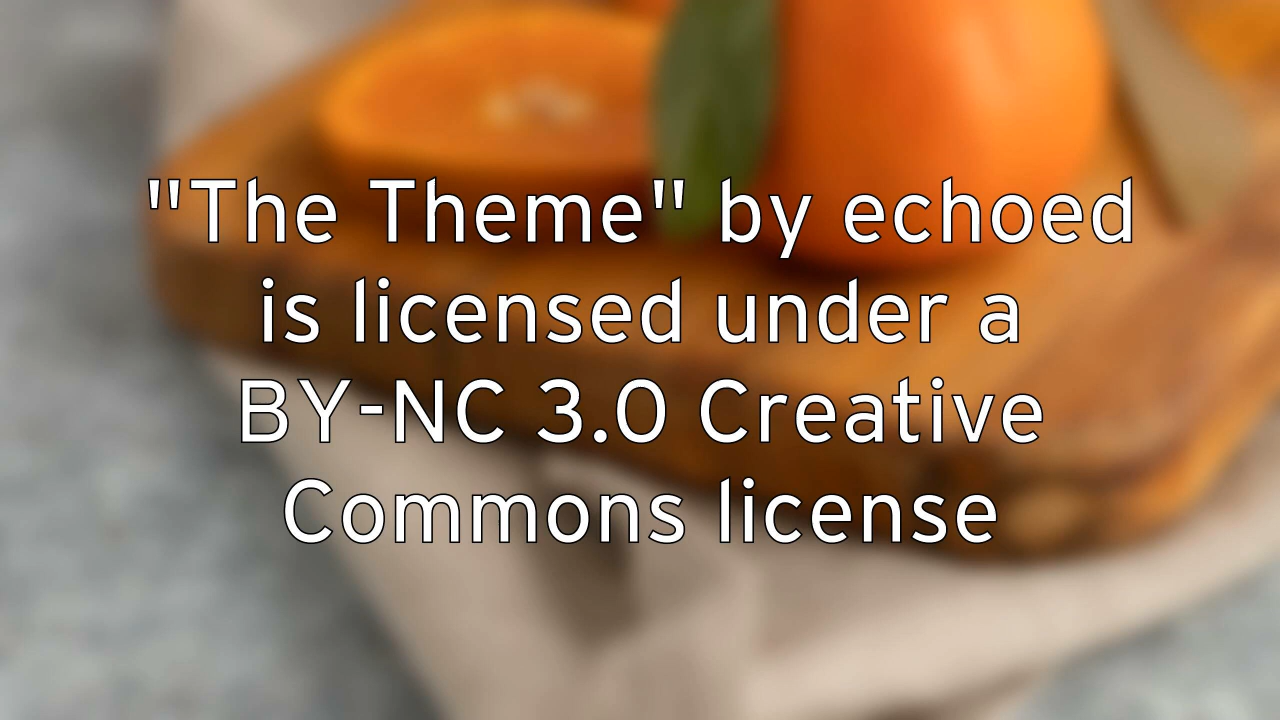 "The Theme" by echoed
is licensed under a
BY-NC 3.0 Creative
Commons license